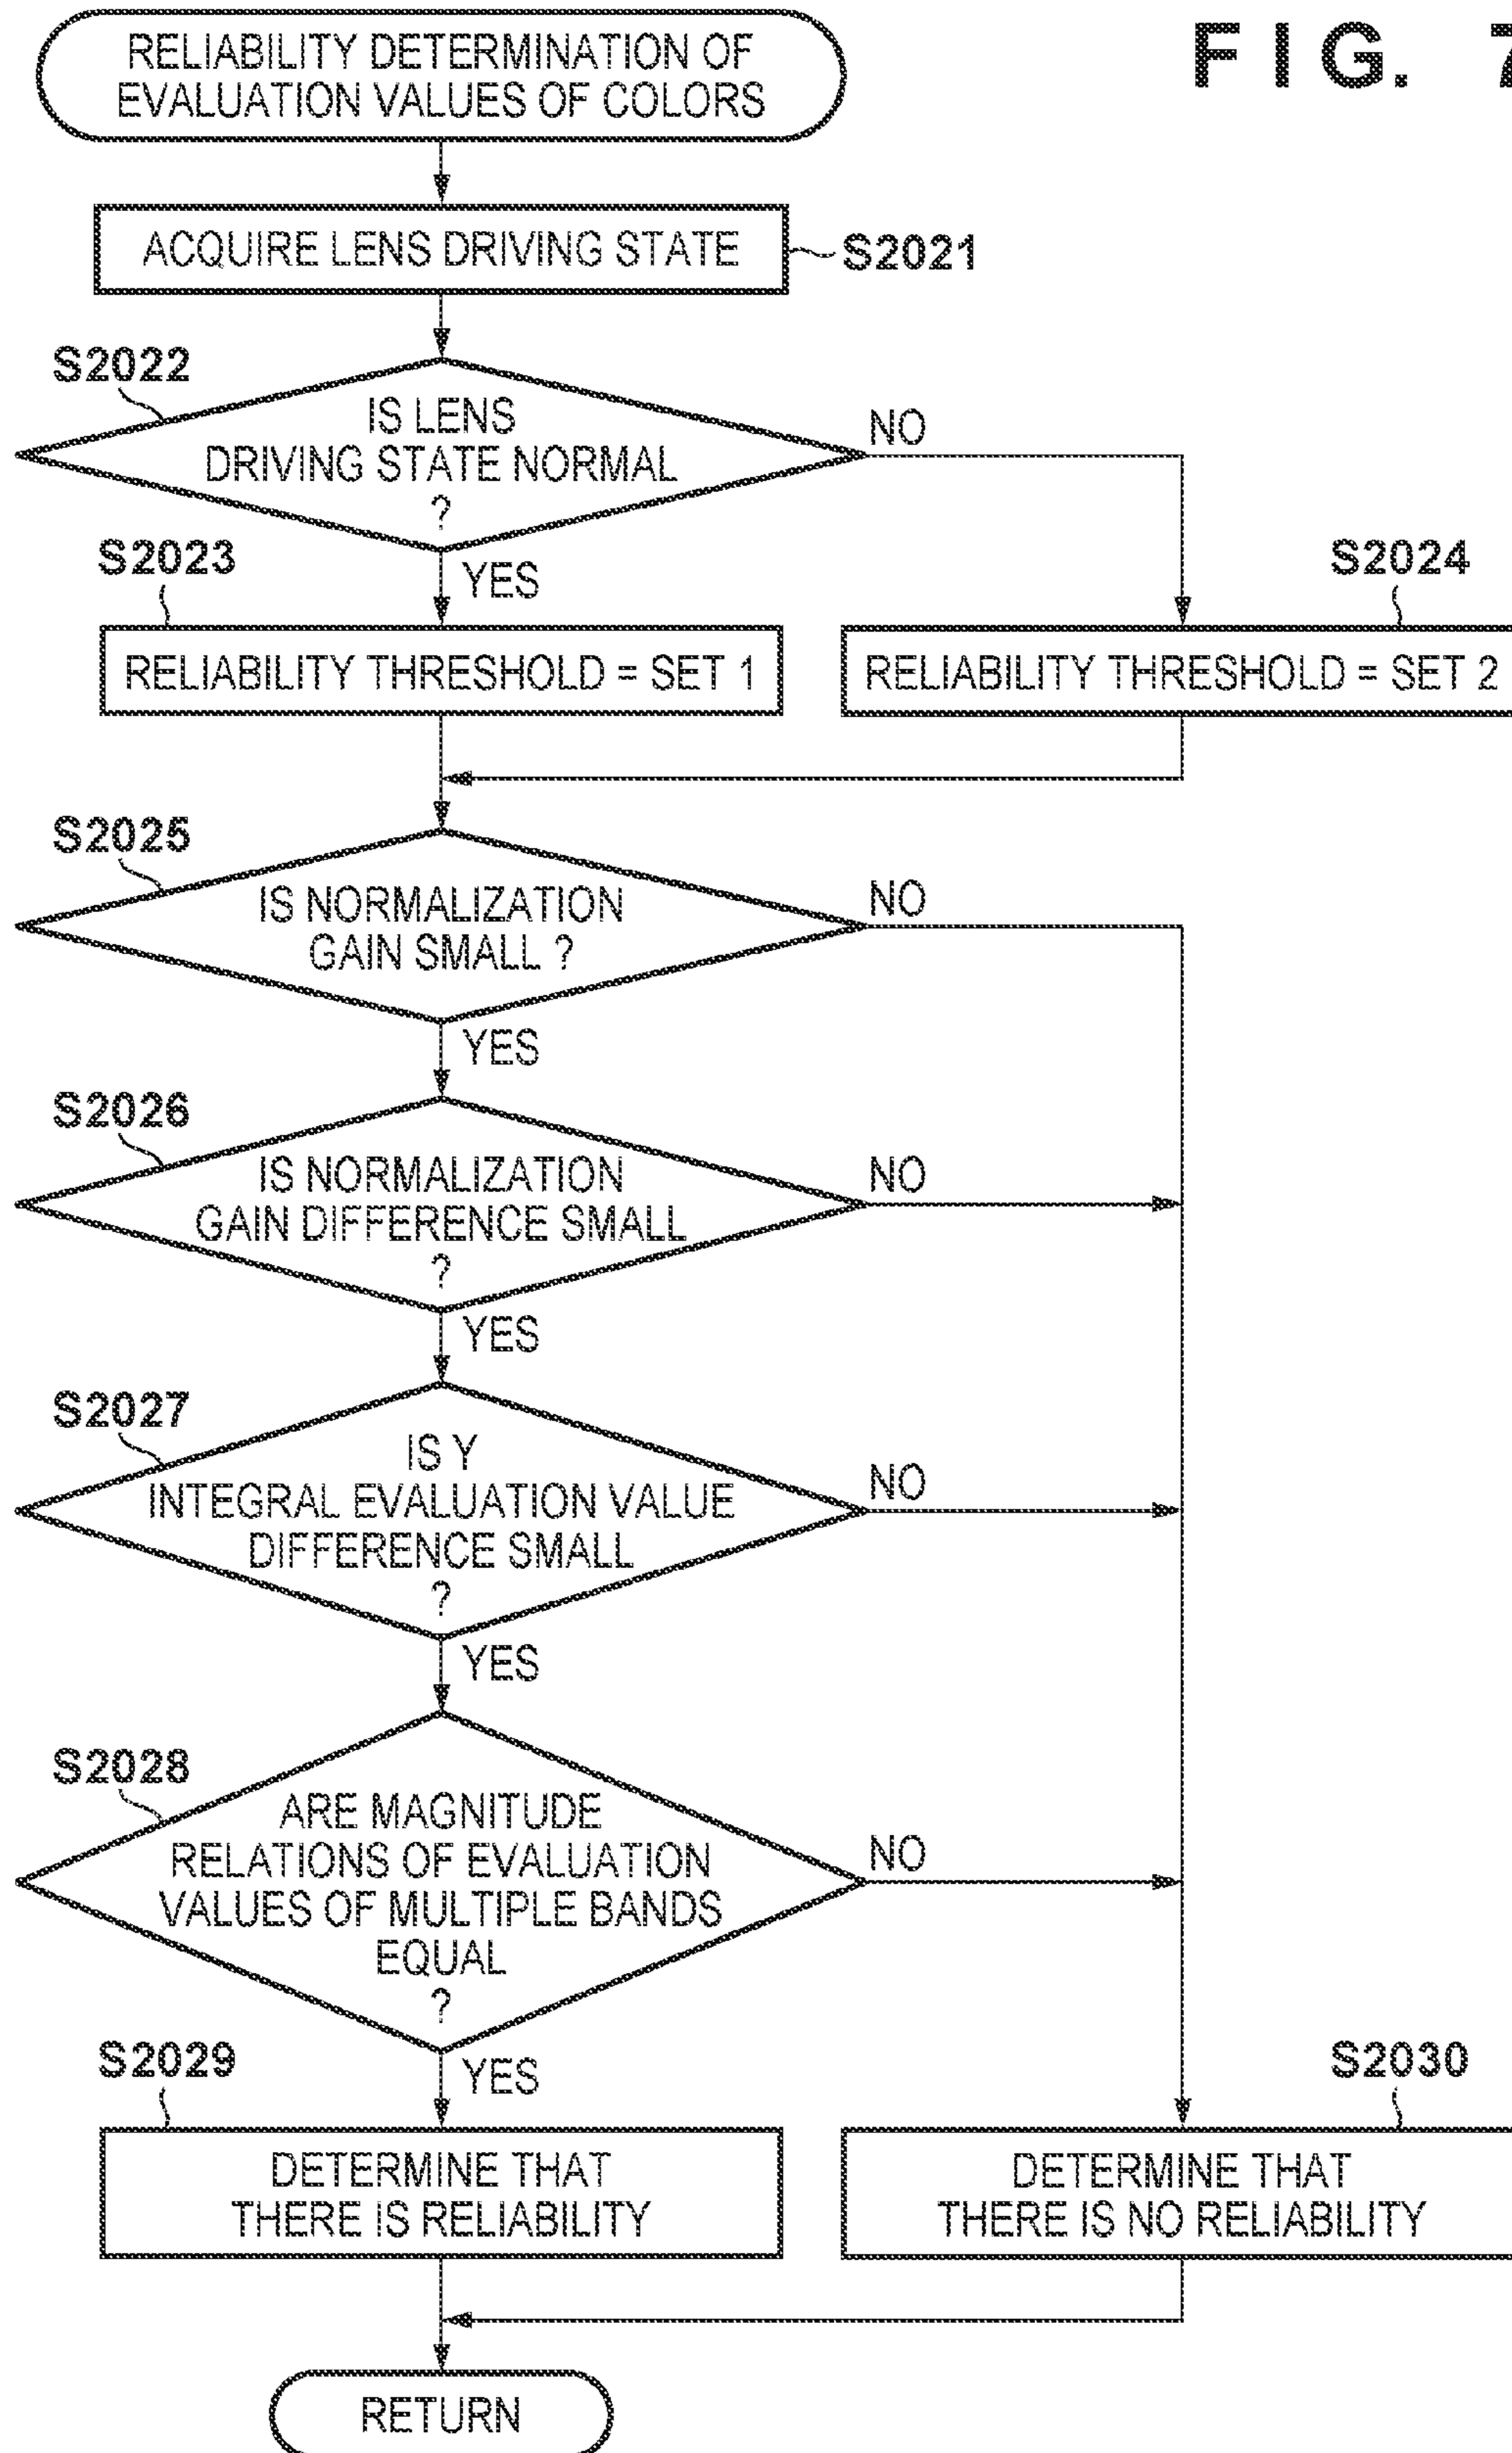 FIG. 7
RELIABILITY DETERMINATION OF
EVALUATION VALUES OF COLORS
ACQUIRE LENS DRIVING STATE
S2021
S2022
IS LENS
DRIVING STATE NORMAL
?
NO
YES
S2023
RELIABILITY THRESHOLD = SET 1
S2024
RELIABILITY THRESHOLD = SET 2
S2025
IS NORMALIZATION
GAIN SMALL ?
NO
YES
S2026
IS NORMALIZATION
GAIN DIFFERENCE SMALL
?
NO
YES
S2027
IS Y
INTEGRAL EVALUATION VALUE
DIFFERENCE SMALL
?
NO
YES
S2028
ARE MAGNITUDE
RELATIONS OF EVALUATION
VALUES OF MULTIPLE BANDS
EQUAL
?
NO
YES
S2029
DETERMINE THAT
THERE IS RELIABILITY
S2030
DETERMINE THAT
THERE IS NO RELIABILITY
RETURN